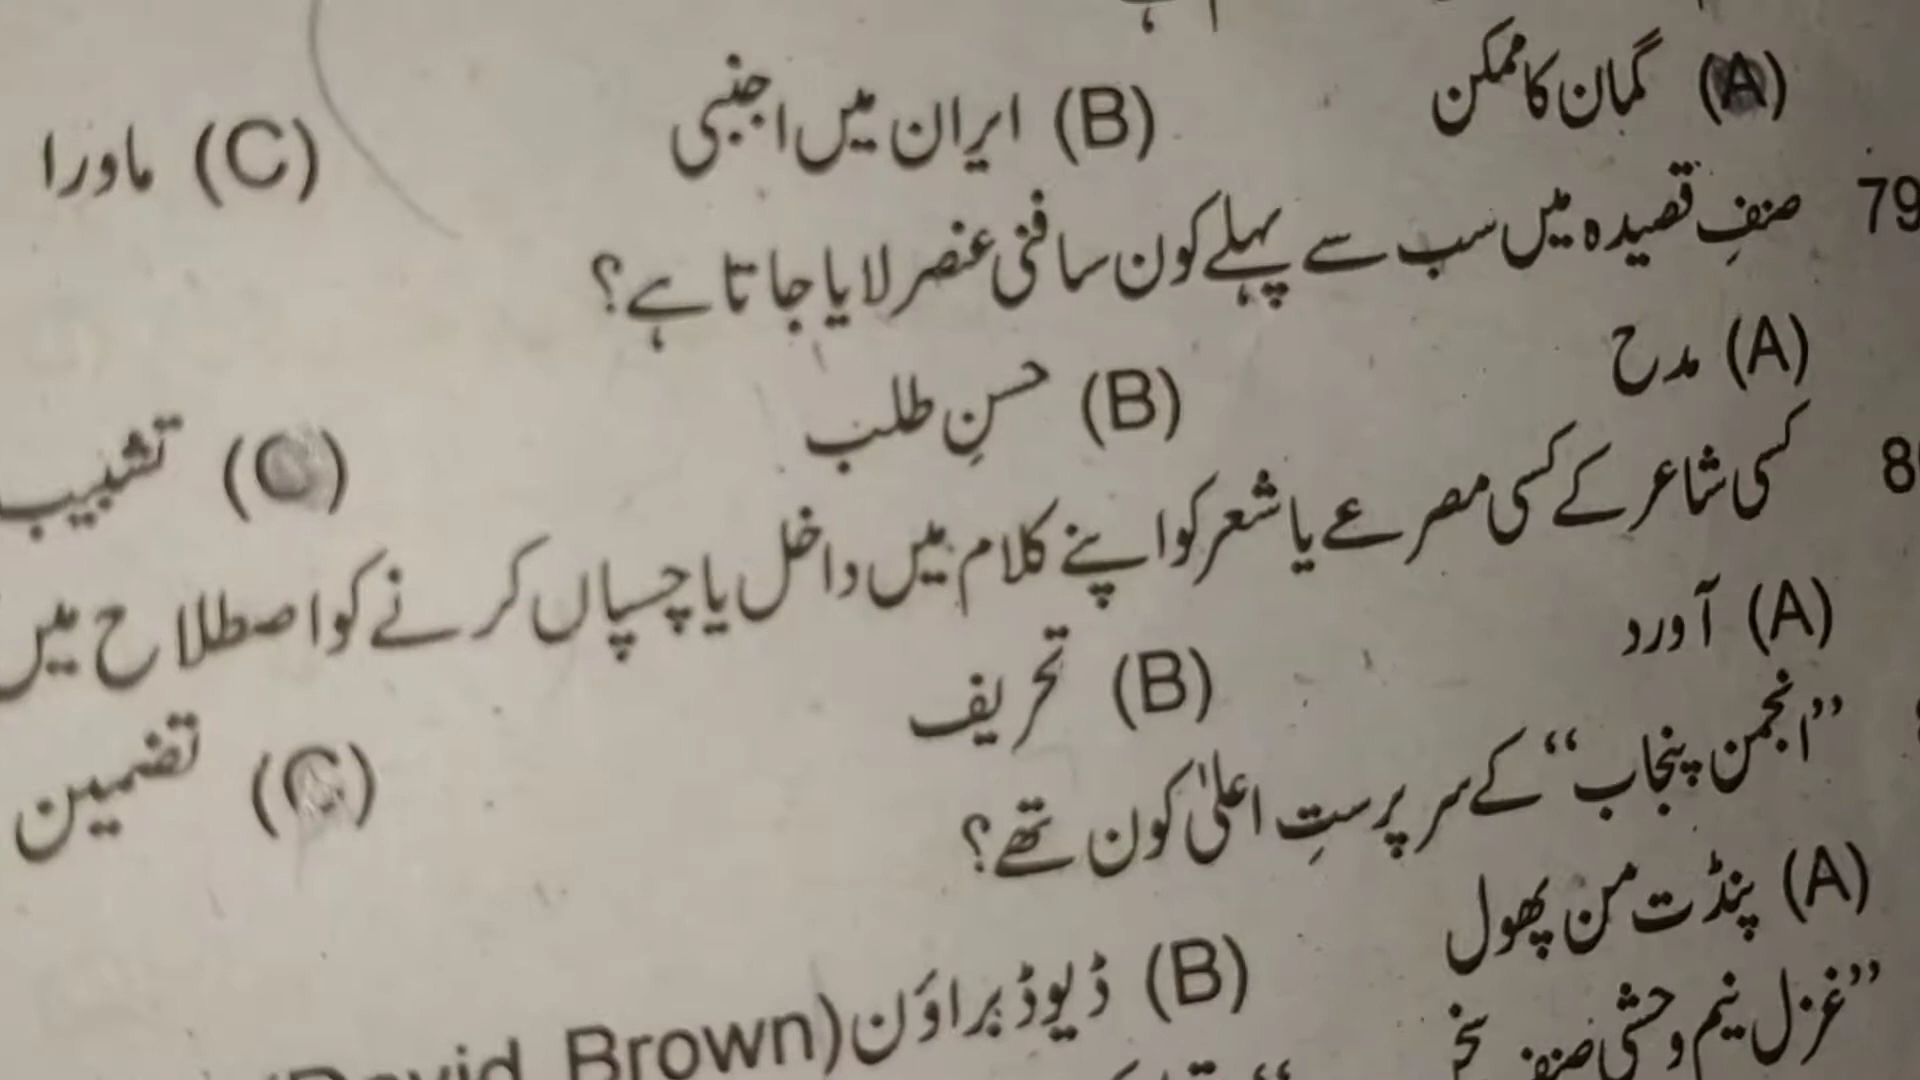 (A) گمان کا ممکن (B) ایران میں اجنبی (C) ماورا
79 صنفِ قصیدہ میں سب سے پہلے کون سا فنی عنصر لایا جاتا ہے؟
(A) مدح (B) حسنِ طلب (C) تشبیب
8 کسی شاعر کے کسی مصرعے یا شعر کو اپنے کلام میں داخل یا چسپاں کرنے کو اصطلاح میں
(A) آورد (B) تحریف (C) تضمین
”انجمن پنجاب“ کے سرپرستِ اعلیٰ کون تھے؟
(A) پنڈت من پھول (B) ڈیوڈ براؤن (David Brown)
”غزل نیم وحشی صنف